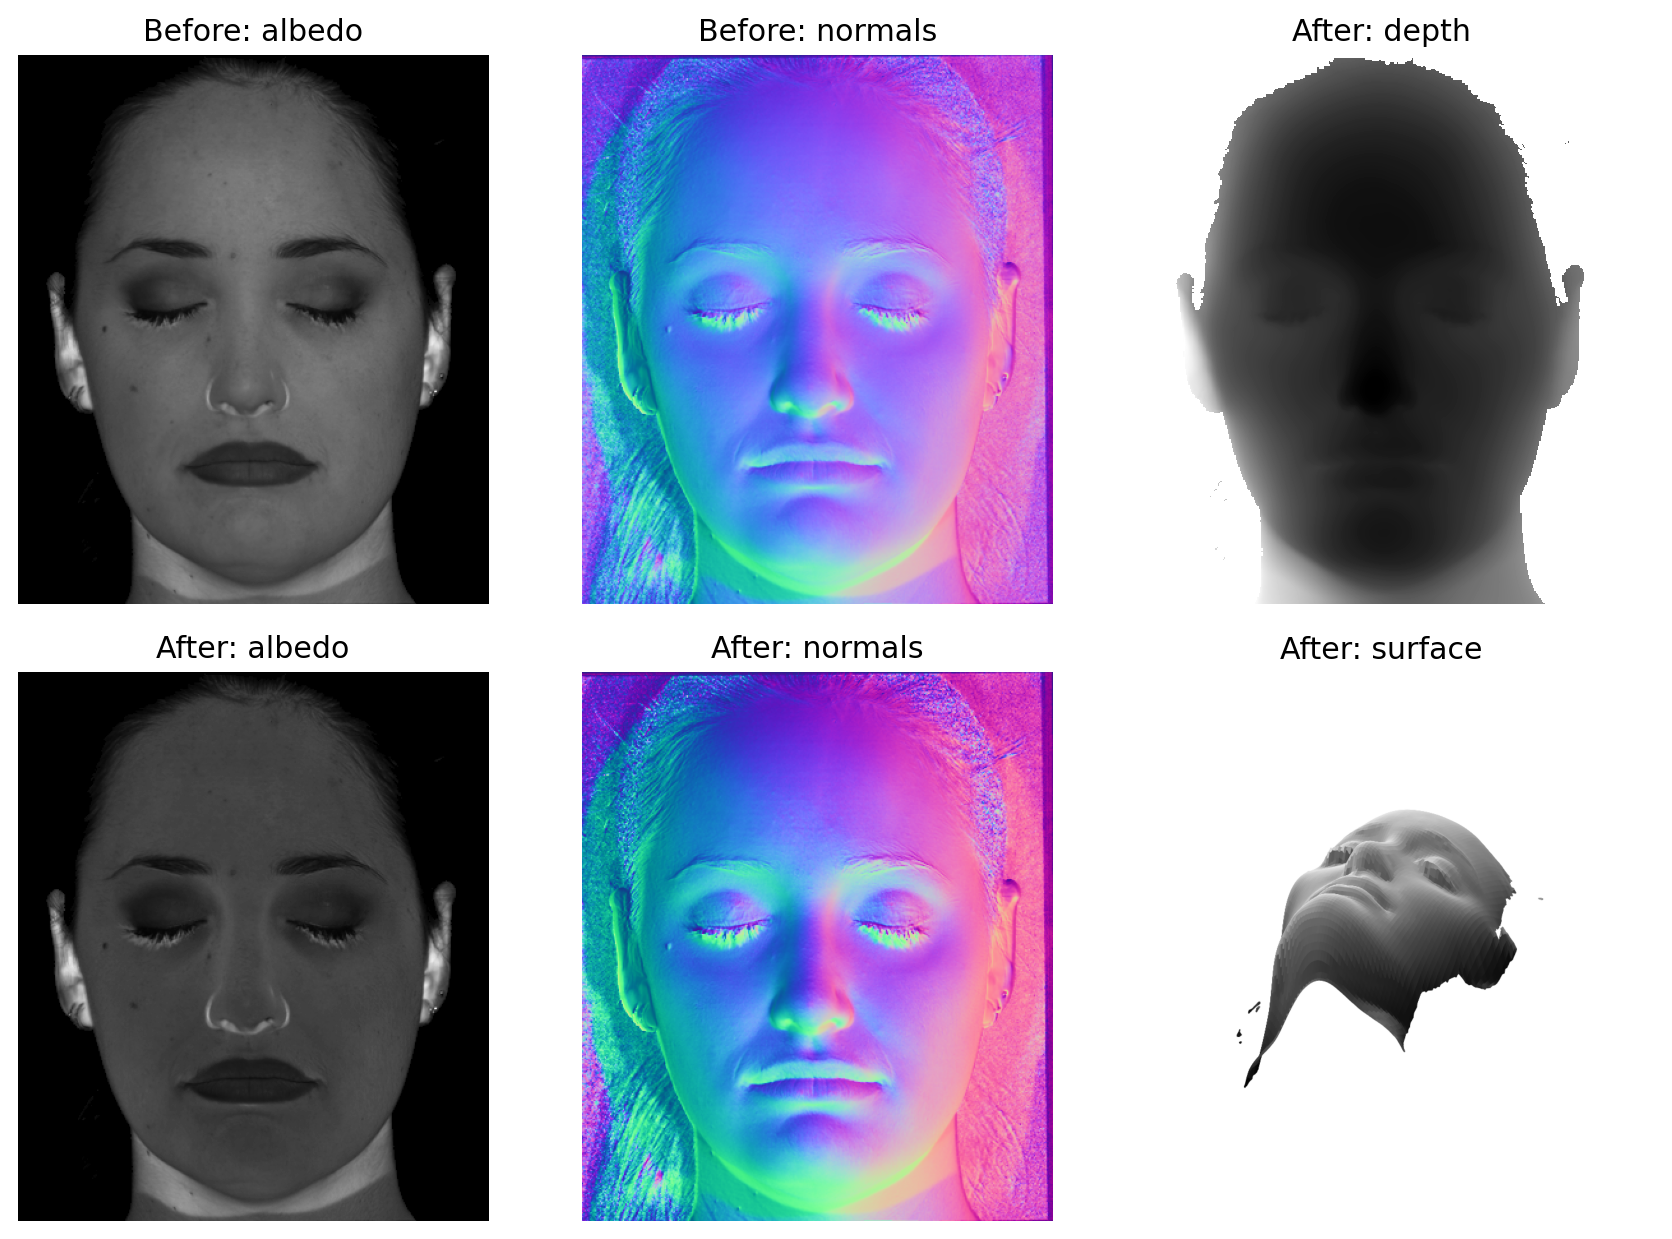 Before: albedo
Before: normals
After: depth
After: albedo
After: normals
After: surface